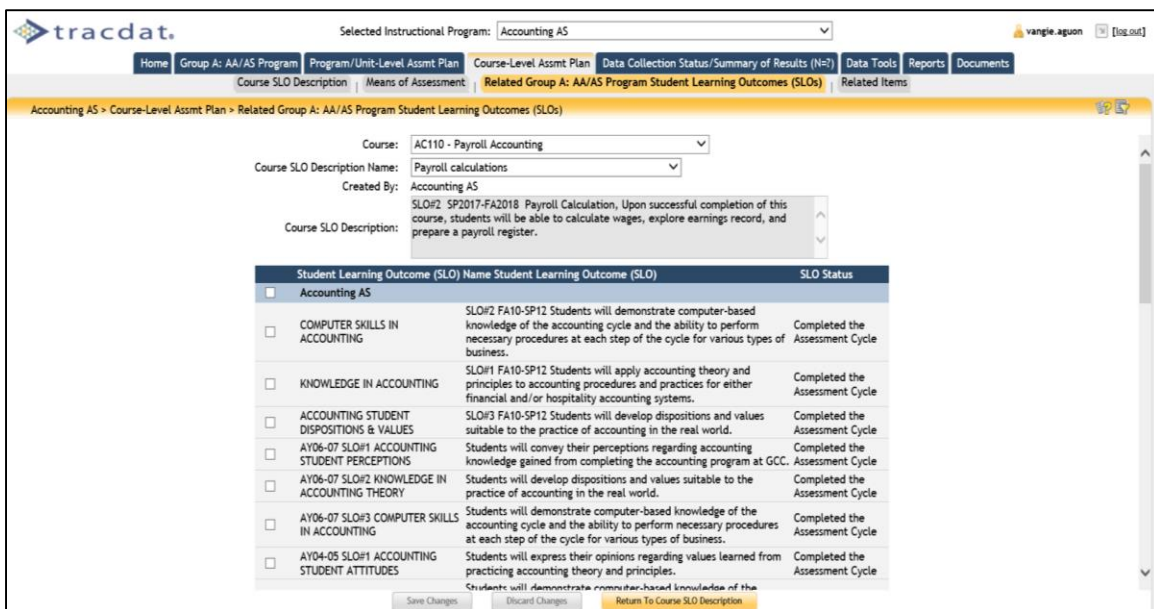 tracdat.
Selected Instructional Program: Accounting AS
vangie.aguon [log out]
Home Group A: AA/AS Program Program/Unit-Level Assmt Plan Course-Level Assmt Plan Data Collection Status/Summary of Results (N=?) Data Tools Reports Documents
Course SLO Description Means of Assessment Related Group A: AA/AS Program Student Learning Outcomes (SLOs) Related Items
Accounting AS > Course-Level Assmt Plan > Related Group A: AA/AS Program Student Learning Outcomes (SLOs)
Course: AC110 - Payroll Accounting
Course SLO Description Name: Payroll calculations
Created By: Accounting AS
Course SLO Description:
SLO#2 SP2017-FA2018 Payroll Calculation, Upon successful completion of this
course, students will be able to calculate wages, explore earnings record, and
prepare a payroll register.
Student Learning Outcome (SLO) Name Student Learning Outcome (SLO) SLO Status
Accounting AS
COMPUTER SKILLS IN
ACCOUNTING
SLO#2 FA10-SP12 Students will demonstrate computer-based
knowledge of the accounting cycle and the ability to perform
necessary procedures at each step of the cycle for various types of
business.
Completed the
Assessment Cycle
KNOWLEDGE IN ACCOUNTING
SLO#1 FA10-SP12 Students will apply accounting theory and
principles to accounting procedures and practices for either
financial and/or hospitality accounting systems.
Completed the
Assessment Cycle
ACCOUNTING STUDENT
DISPOSITIONS & VALUES
SLO#3 FA10-SP12 Students will develop dispositions and values
suitable to the practice of accounting in the real world.
Completed the
Assessment Cycle
AY06-07 SLO#1 ACCOUNTING
STUDENT PERCEPTIONS
Students will convey their perceptions regarding accounting
knowledge gained from completing the accounting program at GCC.
Completed the
Assessment Cycle
AY06-07 SLO#2 KNOWLEDGE IN
ACCOUNTING THEORY
Students will develop dispositions and values suitable to the
practice of accounting in the real world.
Completed the
Assessment Cycle
AY06-07 SLO#3 COMPUTER SKILLS
IN ACCOUNTING
Students will demonstrate computer-based knowledge of the
accounting cycle and the ability to perform necessary procedures
at each step of the cycle for various types of business.
Completed the
Assessment Cycle
AY04-05 SLO#1 ACCOUNTING
STUDENT ATTITUDES
Students will express their opinions regarding values learned from
practicing accounting theory and principles.
Completed the
Assessment Cycle
Students will demonstrate computer-based knowledge of the
Save Changes Discard Changes Return To Course SLO Description